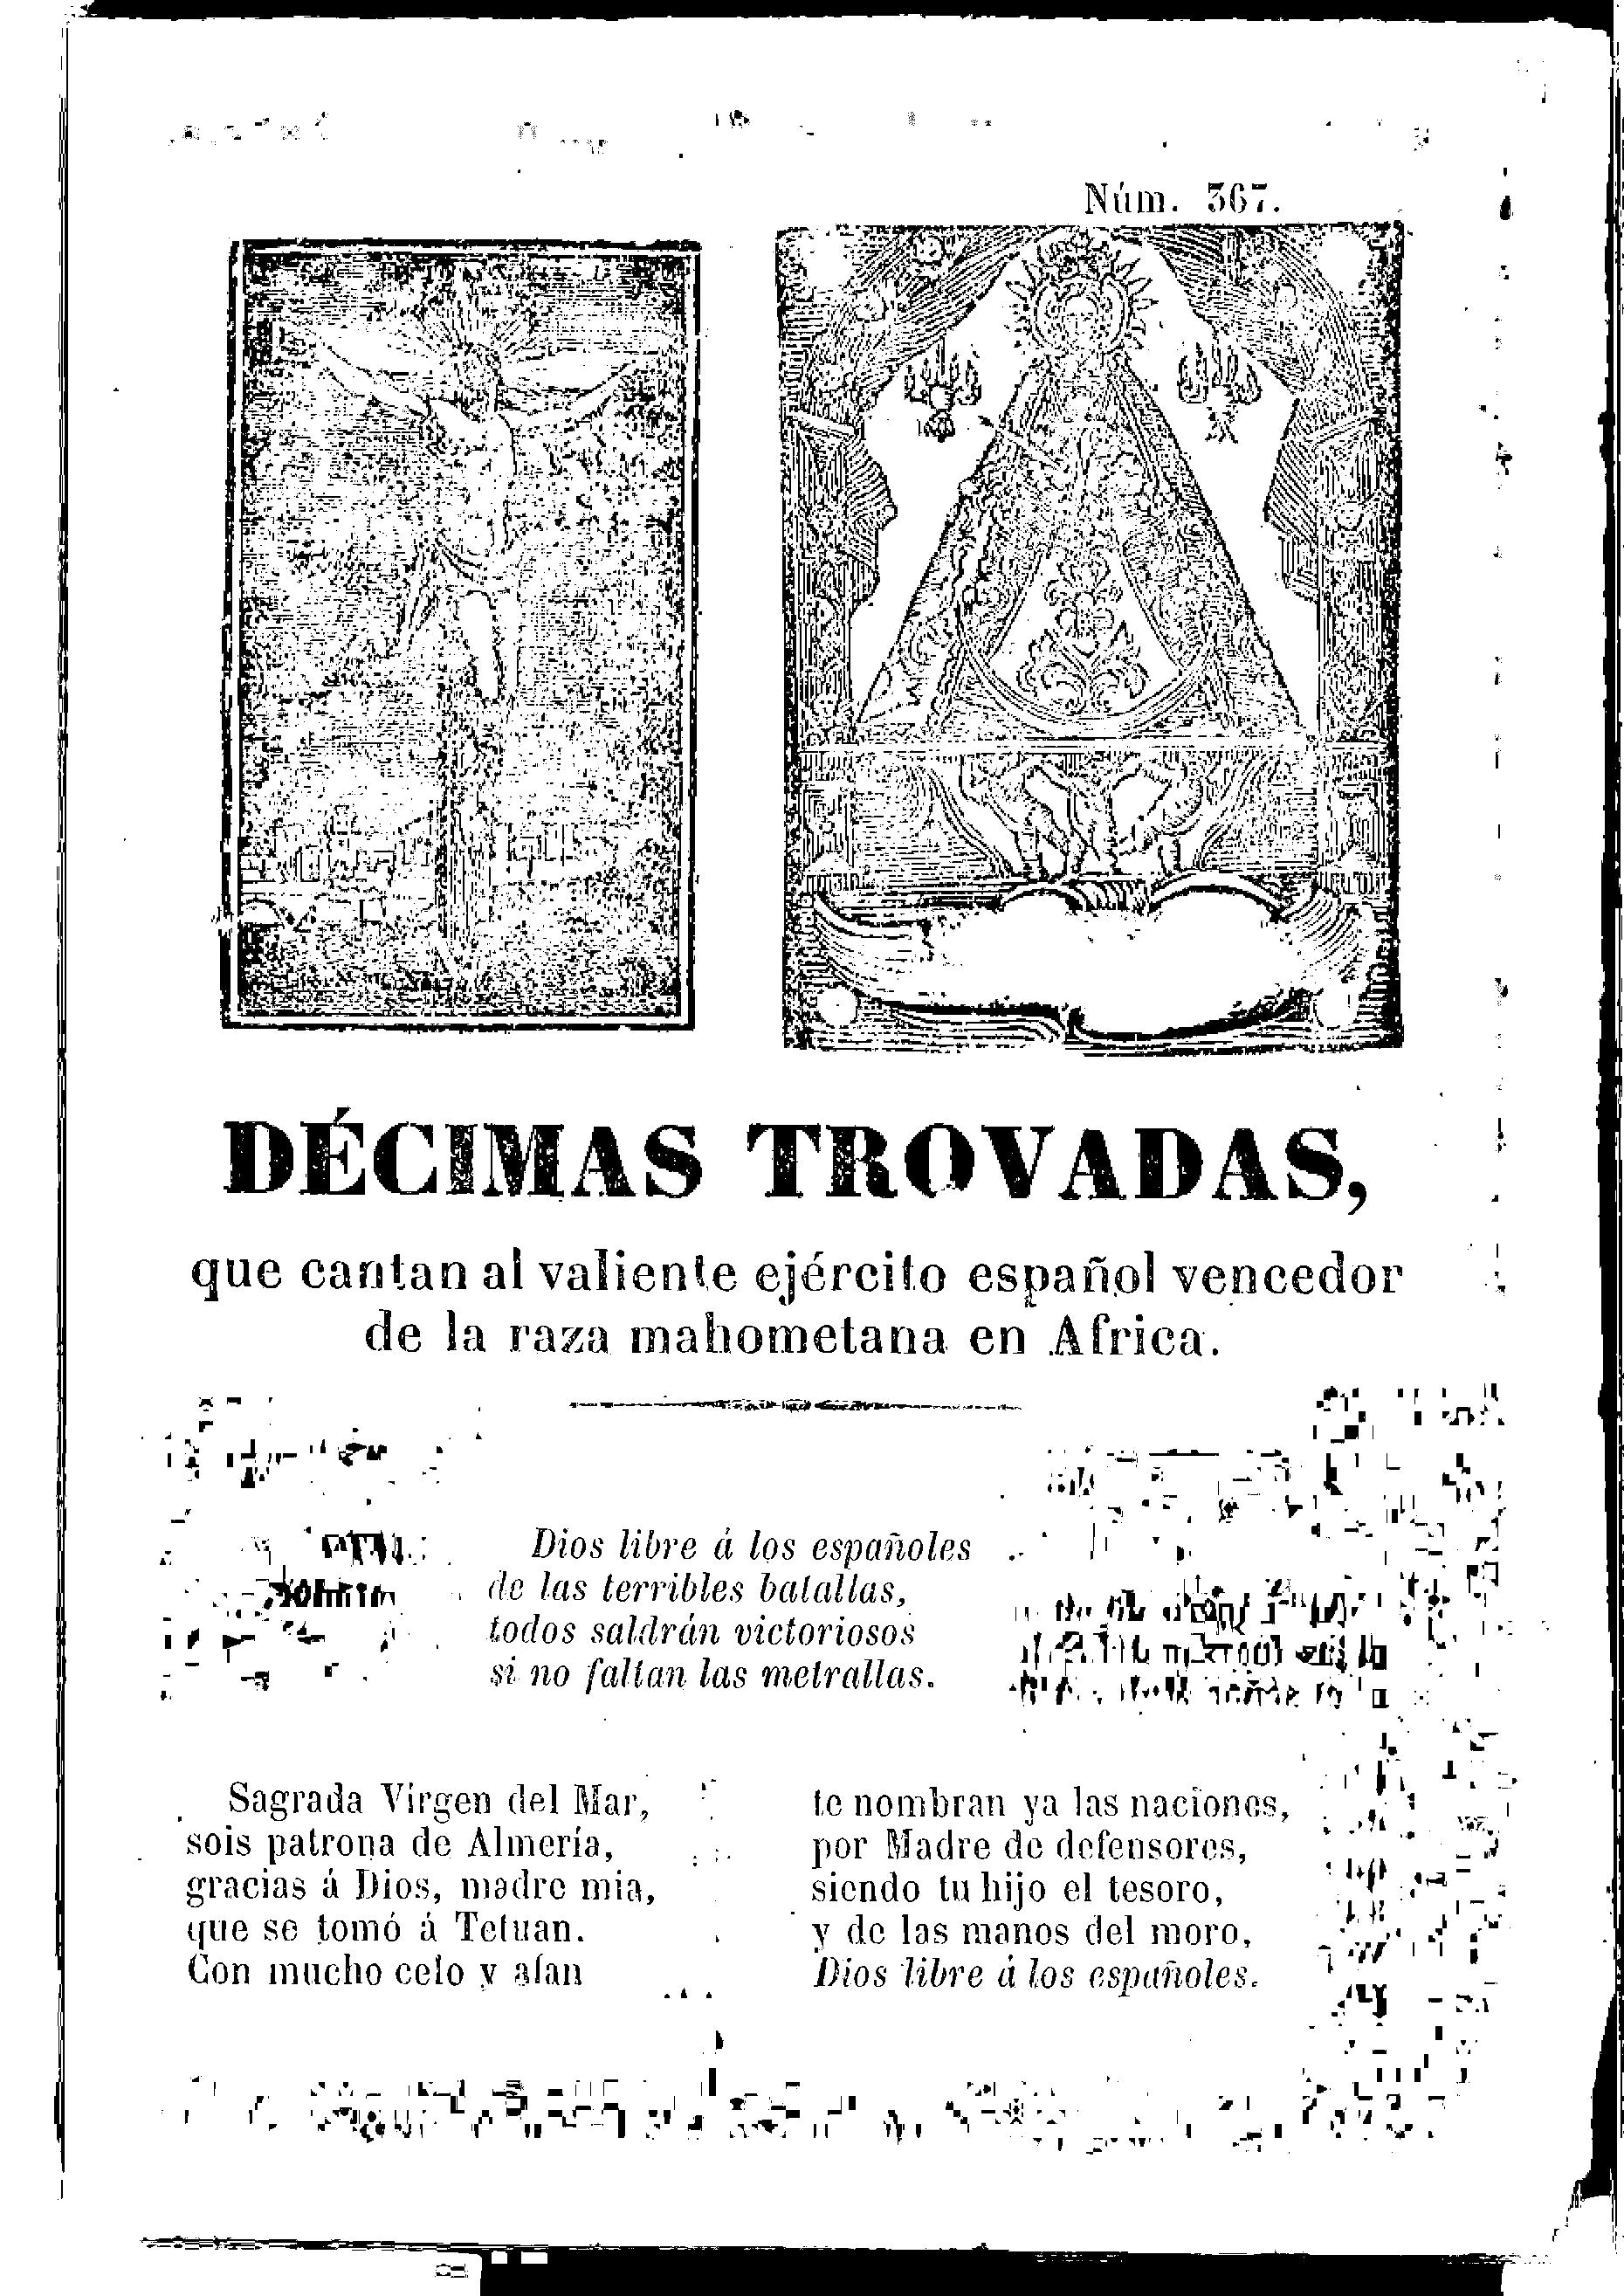 Núm. 367.
DÉCIMAS TROVADAS,
que cantan al valiente ejército español vencedor
de la raza mahometana en Africa.
Dios libre á los españoles
de las terribles batallas,
todos saldrán victoriosos
si no faltan las metrallas.
Sagrada Vírgen del Mar,
sois patrona de Almería,
gracias á Dios, madre mia,
que se tomó á Tetuan.
Con mucho celo y afan
te nombran ya las naciones,
por Madre de defensores,
siendo tu hijo el tesoro,
y de las manos del moro,
Dios libre á los españoles.